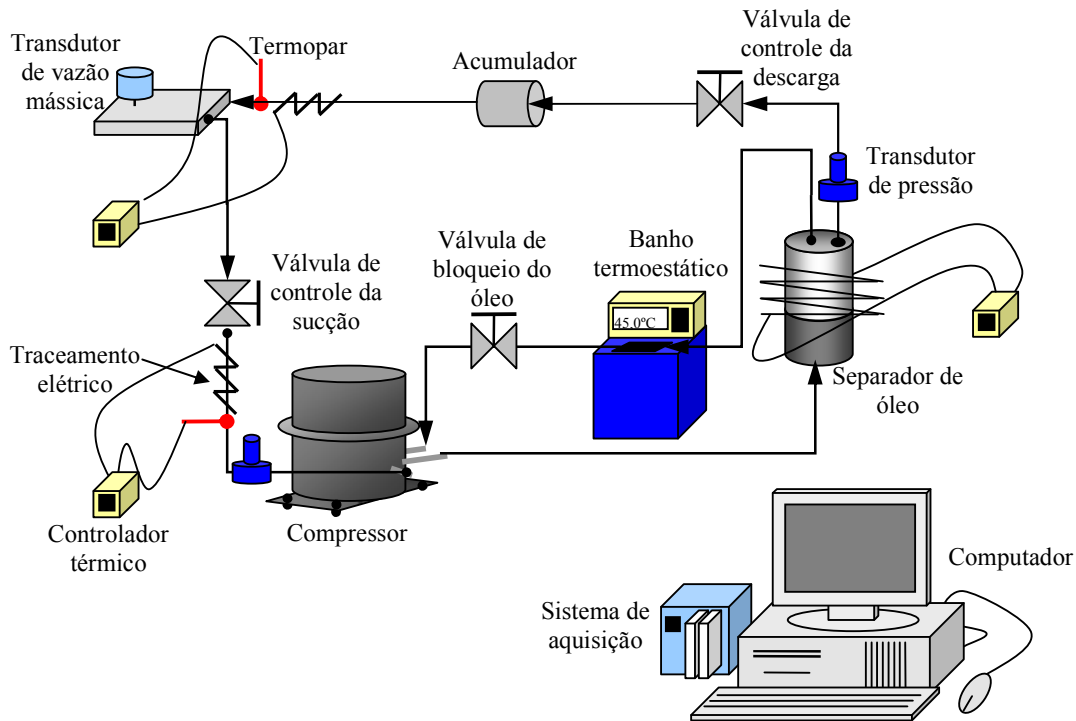 Transdutor
de vazão
mássica
Termopar
Acumulador
Válvula de
controle da
descarga
Transdutor
de pressão
Válvula de
controle da
sucção
Válvula de
bloqueio do
óleo
Banho
termoestático
45.0ºC
Traceamento
elétrico
Separador de
óleo
Controlador
térmico
Compressor
Computador
Sistema de
aquisição